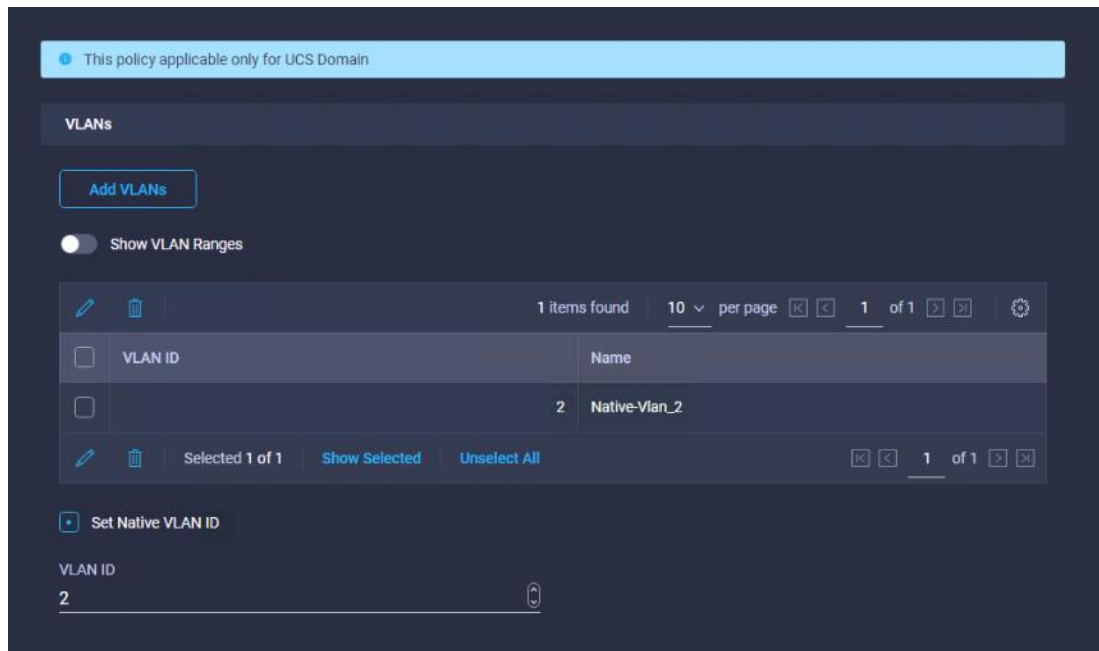 This policy applicable only for UCS Domain
VLANs
Add VLANs
Show VLAN Ranges
1 items found 10 per page 1 of 1
VLAN ID Name
2 Native-Vlan_2
Selected 1 of 1 Show Selected Unselect All 1 of 1
Set Native VLAN ID
VLAN ID
2